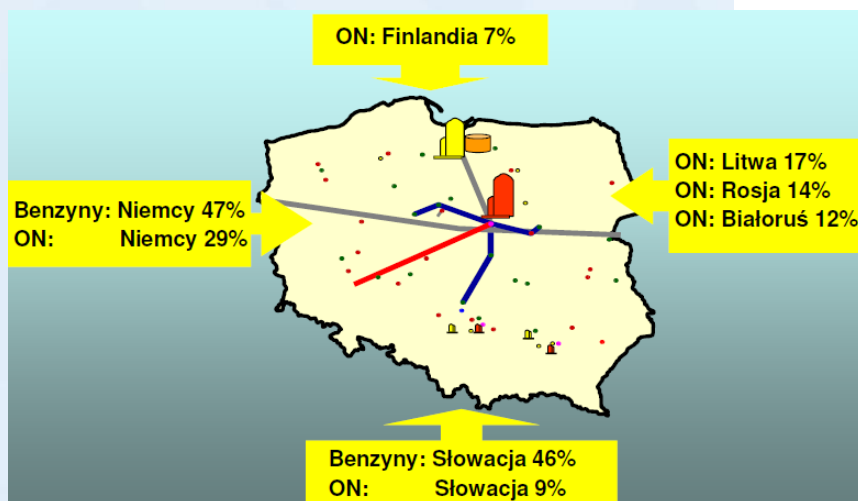 ON: Finlandia 7%
ON: Litwa 17%
ON: Rosja 14%
ON: Białoruś 12%
Benzyny: Niemcy 47%
ON: Niemcy 29%
Benzyny: Słowacja 46%
ON: Słowacja 9%